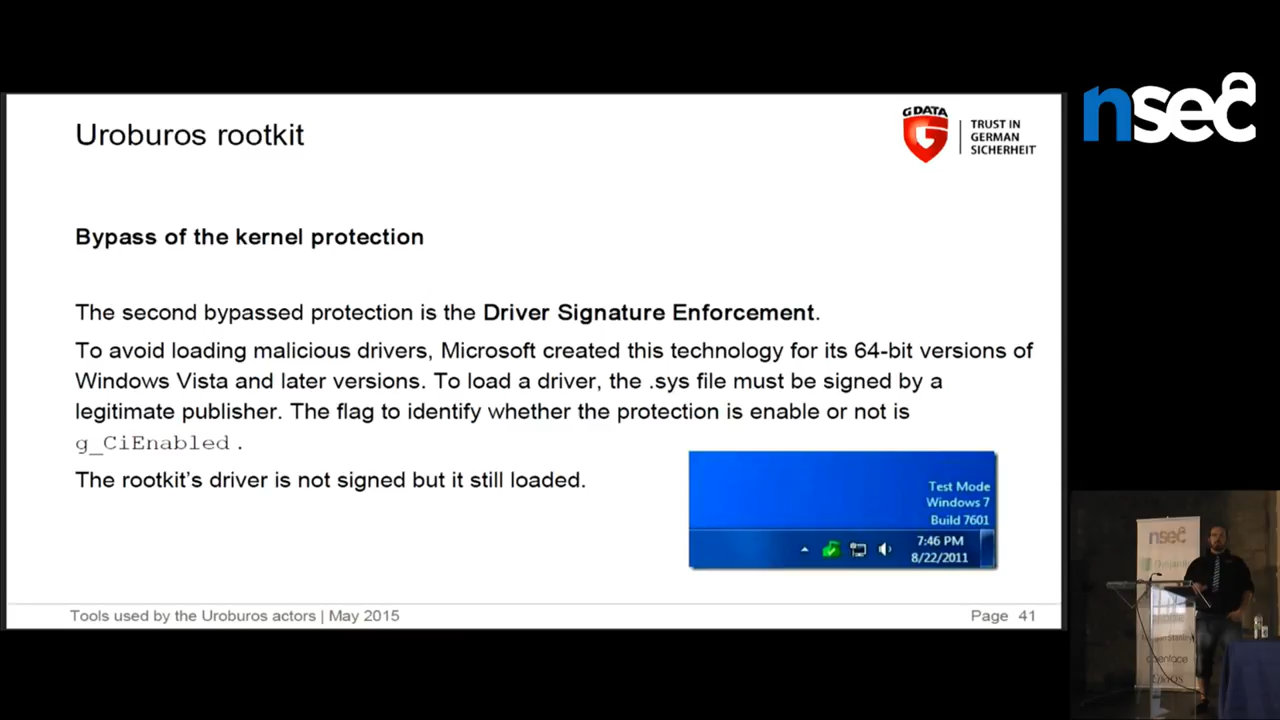 Uroburos rootkit
G DATA
TRUST IN
GERMAN
SICHERHEIT
nsec
Bypass of the kernel protection
The second bypassed protection is the Driver Signature Enforcement.
To avoid loading malicious drivers, Microsoft created this technology for its 64-bit versions of
Windows Vista and later versions. To load a driver, the .sys file must be signed by a
legitimate publisher. The flag to identify whether the protection is enable or not is
g_CiEnabled.
The rootkit's driver is not signed but it still loaded.
Test Mode
Windows 7
Build 7601
7:46 PM
8/22/2011
Tools used by the Uroburos actors | May 2015
Page 41
nsec